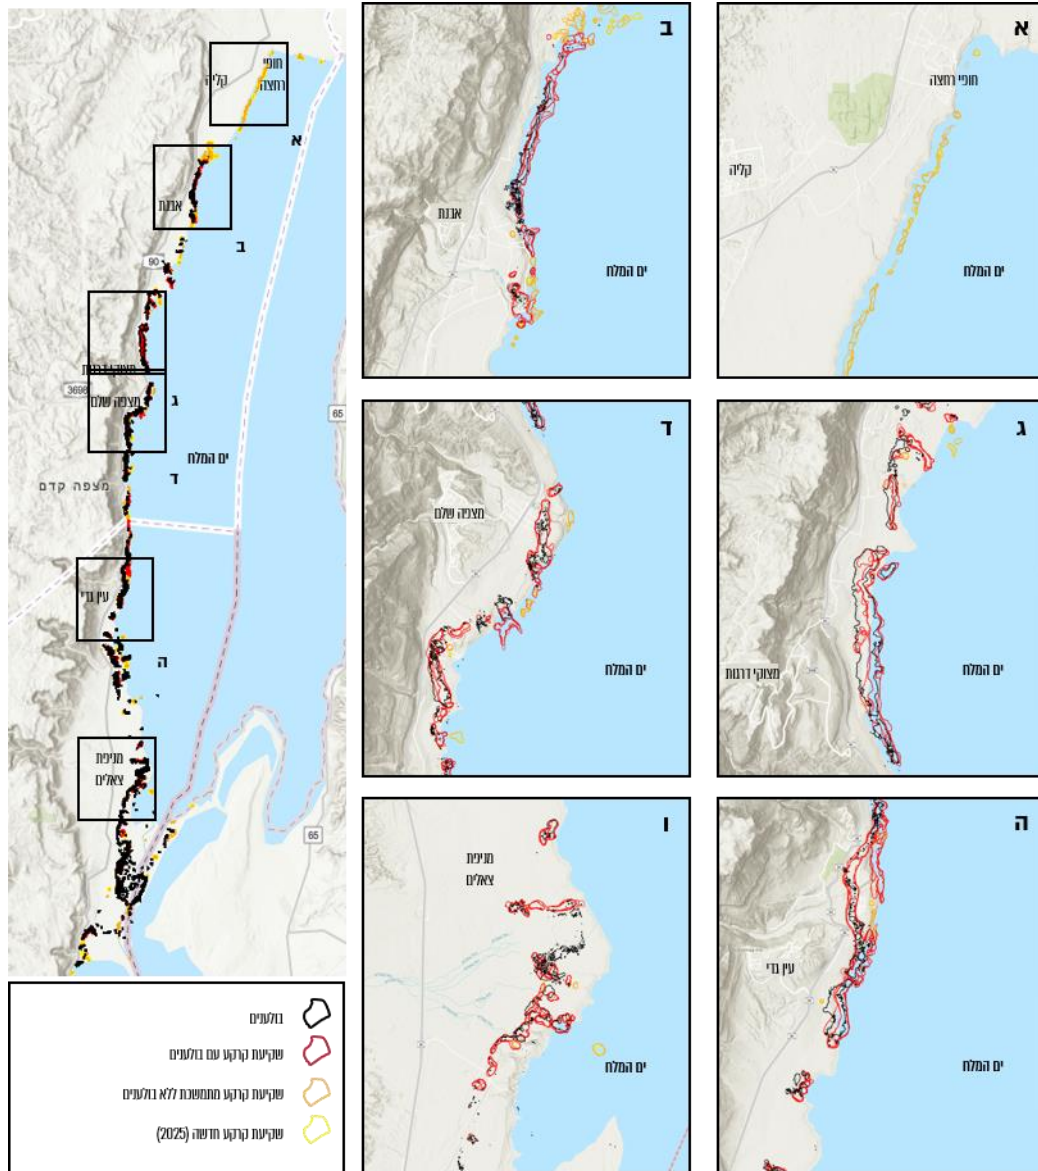 קליה
חופי
רחצה
א
אבנת
ב
90
3698
מצפה שלם
ג
65
ים המלח
ד
מצפה קדם
עין גדי
ה
מניפת
צאלים
65
בולענים
שקיעת קרקע עם בולענים
שקיעת קרקע מתמשכת ללא בולענים
שקיעת קרקע חדשה (2025)
א
חופי רחצה
קליה
ים המלח
ב
אבנת
ים המלח
ג
מצוקי דרגות
ים המלח
ד
מצפה שלם
ים המלח
ה
עין גדי
ים המלח
ו
מניפת
צאלים
ים המלח